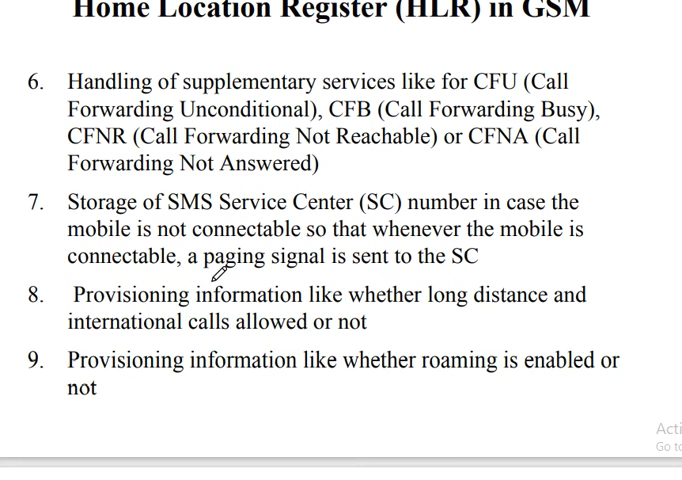 Home Location Register (HLR) in GSM
6. Handling of supplementary services like for CFU (Call
Forwarding Unconditional), CFB (Call Forwarding Busy),
CFNR (Call Forwarding Not Reachable) or CFNA (Call
Forwarding Not Answered)
7. Storage of SMS Service Center (SC) number in case the
mobile is not connectable so that whenever the mobile is
connectable, a paging signal is sent to the SC
8. Provisioning information like whether long distance and
international calls allowed or not
9. Provisioning information like whether roaming is enabled or
not
Acti
Go to